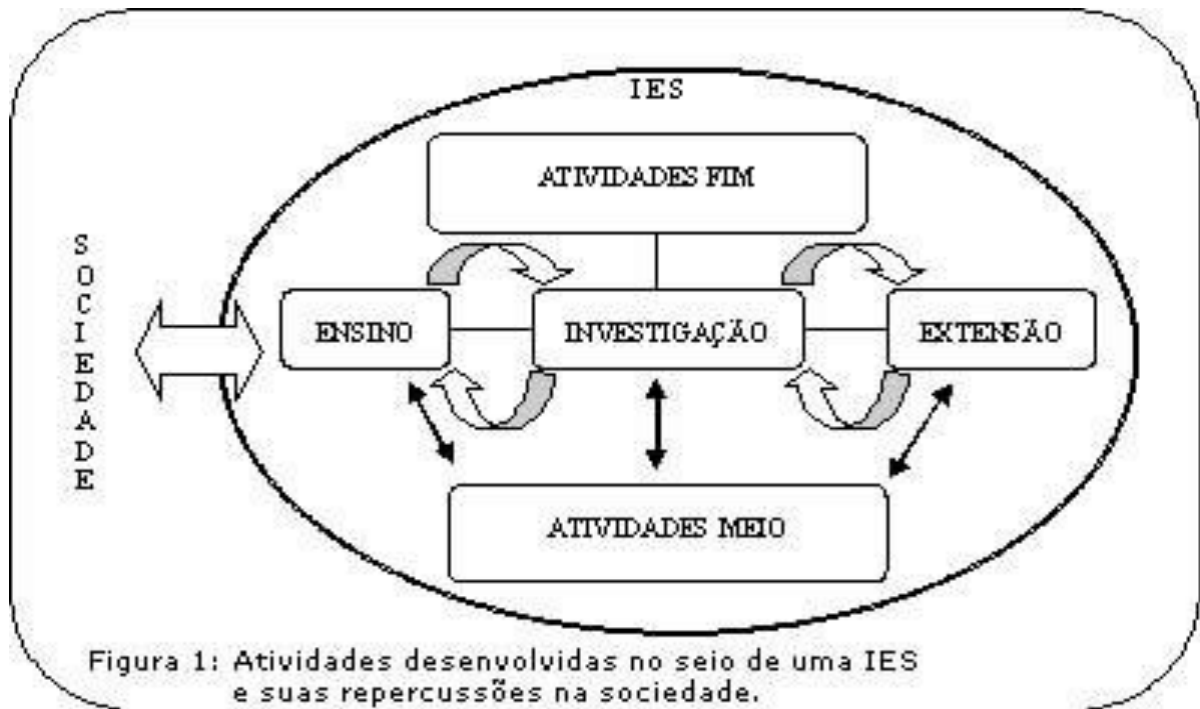 IES
ATIVIDADES FIM
SOCIEDADE
ENSINO
INVESTIGAÇÃO
EXTENSÃO
ATIVIDADES MEIO
Figura 1: Atividades desenvolvidas no seio de uma IES
e suas repercussões na sociedade.